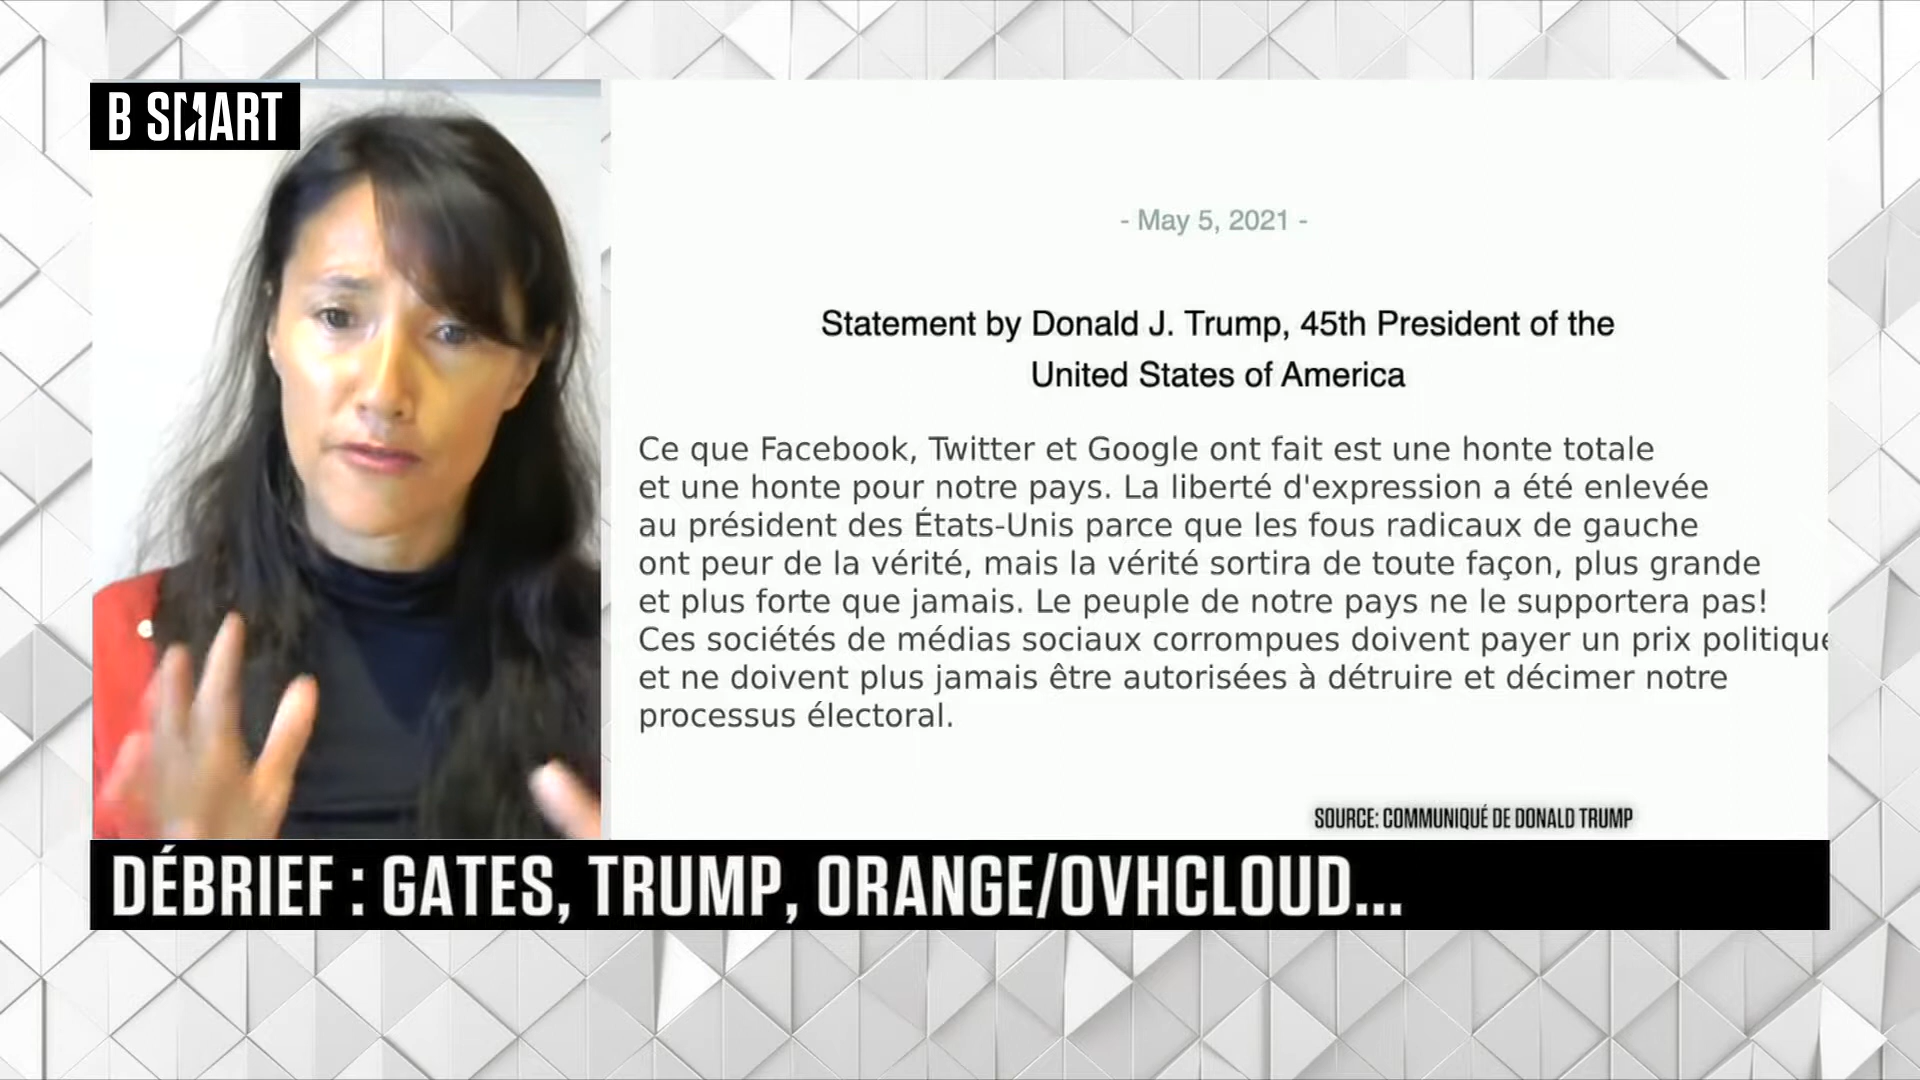 B SMART
- May 5, 2021 -
Statement by Donald J. Trump, 45th President of the
United States of America
Ce que Facebook, Twitter et Google ont fait est une honte totale
et une honte pour notre pays. La liberté d'expression a été enlevée
au président des États-Unis parce que les fous radicaux de gauche
ont peur de la vérité, mais la vérité sortira de toute façon, plus grande
et plus forte que jamais. Le peuple de notre pays ne le supportera pas!
Ces sociétés de médias sociaux corrompues doivent payer un prix politique
et ne doivent plus jamais être autorisées à détruire et décimer notre
processus électoral.
SOURCE: COMMUNIQUÉ DE DONALD TRUMP
DÉBRIEF : GATES, TRUMP, ORANGE/OVHCLOUD...